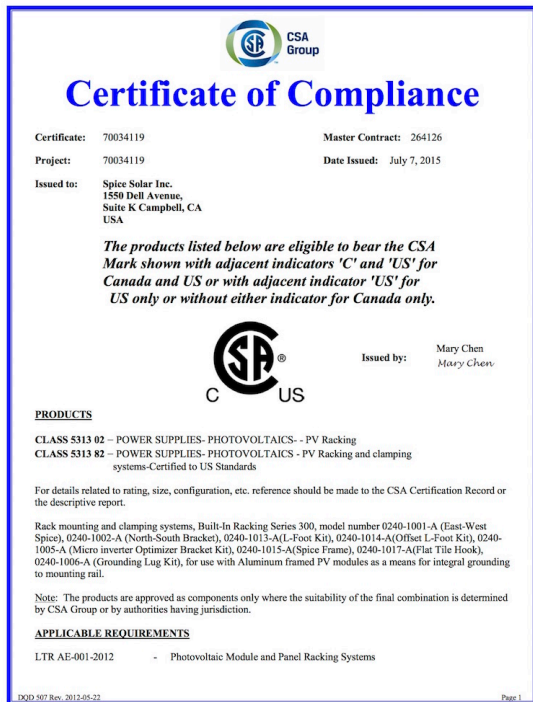 CSA
Group
Certificate of Compliance
Certificate: 70034119 Master Contract: 264126
Project: 70034119 Date Issued: July 7, 2015
Issued to: Spice Solar Inc.
1550 Dell Avenue,
Suite K Campbell, CA
USA
The products listed below are eligible to bear the CSA
Mark shown with adjacent indicators 'C' and 'US' for
Canada and US or with adjacent indicator 'US' for
US only or without either indicator for Canada only.
CSA ®
C US
Issued by: Mary Chen
Mary Chen
PRODUCTS
CLASS 5313 02 – POWER SUPPLIES- PHOTOVOLTAICS- - PV Racking
CLASS 5313 82 – POWER SUPPLIES- PHOTOVOLTAICS - PV Racking and clamping
systems-Certified to US Standards
For details related to rating, size, configuration, etc. reference should be made to the CSA Certification Record or
the descriptive report.
Rack mounting and clamping systems, Built-In Racking Series 300, model number 0240-1001-A (East-West
Spice), 0240-1002-A (North-South Bracket), 0240-1013-A(L-Foot Kit), 0240-1014-A(Offset L-Foot Kit), 0240-
1005-A (Micro inverter Optimizer Bracket Kit), 0240-1015-A(Spice Frame), 0240-1017-A(Flat Tile Hook),
0240-1006-A (Grounding Lug Kit), for use with Aluminum framed PV modules as a means for integral grounding
to mounting rail.
Note: The products are approved as components only where the suitability of the final combination is determined
by CSA Group or by authorities having jurisdiction.
APPLICABLE REQUIREMENTS
LTR AE-001-2012 - Photovoltaic Module and Panel Racking Systems
DQD 507 Rev. 2012-05-22 Page 1